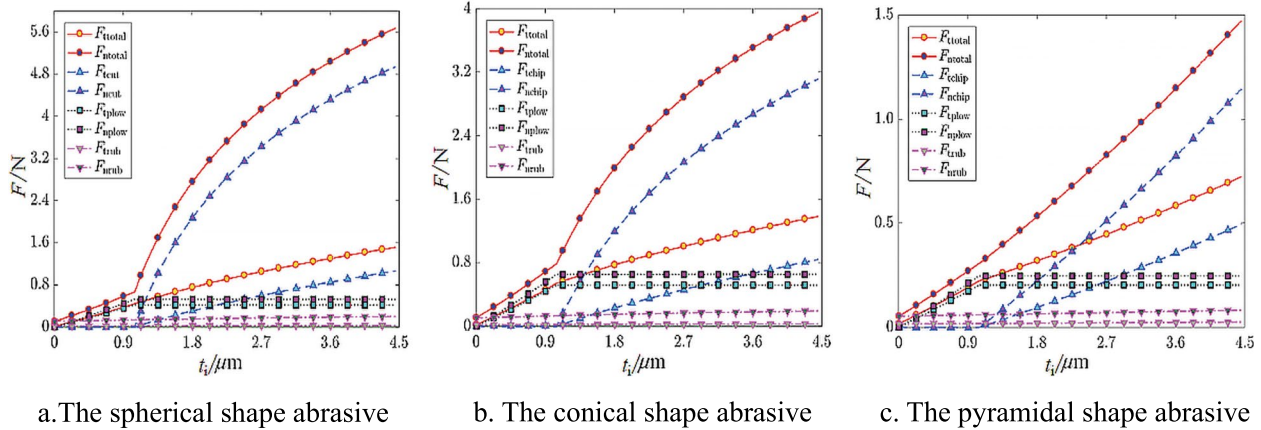 5.6
4.8
4
3.2
2.4
1.6
0.8
0
F/N
Fttotal
Fntotal
Ftcut
Fncut
Ftplow
Fnplow
Ftrub
Fnrub
0 0.9 1.8 2.7 3.6 4.5
ti/μm
a.The spherical shape abrasive
4
3.2
2.4
1.6
0.8
0
F/N
Fttotal
Fntotal
Ftchip
Fnchip
Ftplow
Fnplow
Ftrub
Fnrub
0 0.9 1.8 2.7 3.6 4.5
ti/μm
b. The conical shape abrasive
1.5
1
0.5
0
F/N
Fttotal
Fntotal
Ftchip
Fnchip
Ftplow
Fnplow
Ftrub
Fnrub
0 0.9 1.8 2.7 3.6 4.5
ti/μm
c. The pyramidal shape abrasive